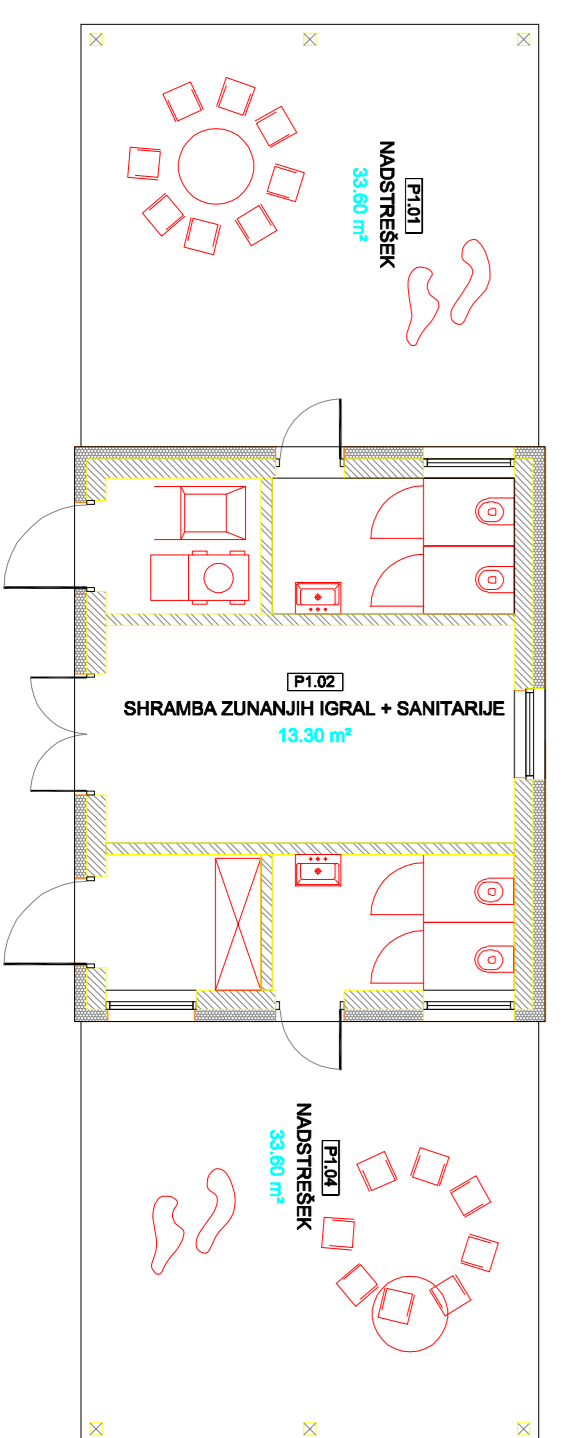 P1.01
NADSTREŠEK
33.60 m²
P1.02
SHRAMBA ZUNANJIH IGRAL + SANITARIJE
13.30 m²
P1.04
NADSTREŠEK
33.60 m²